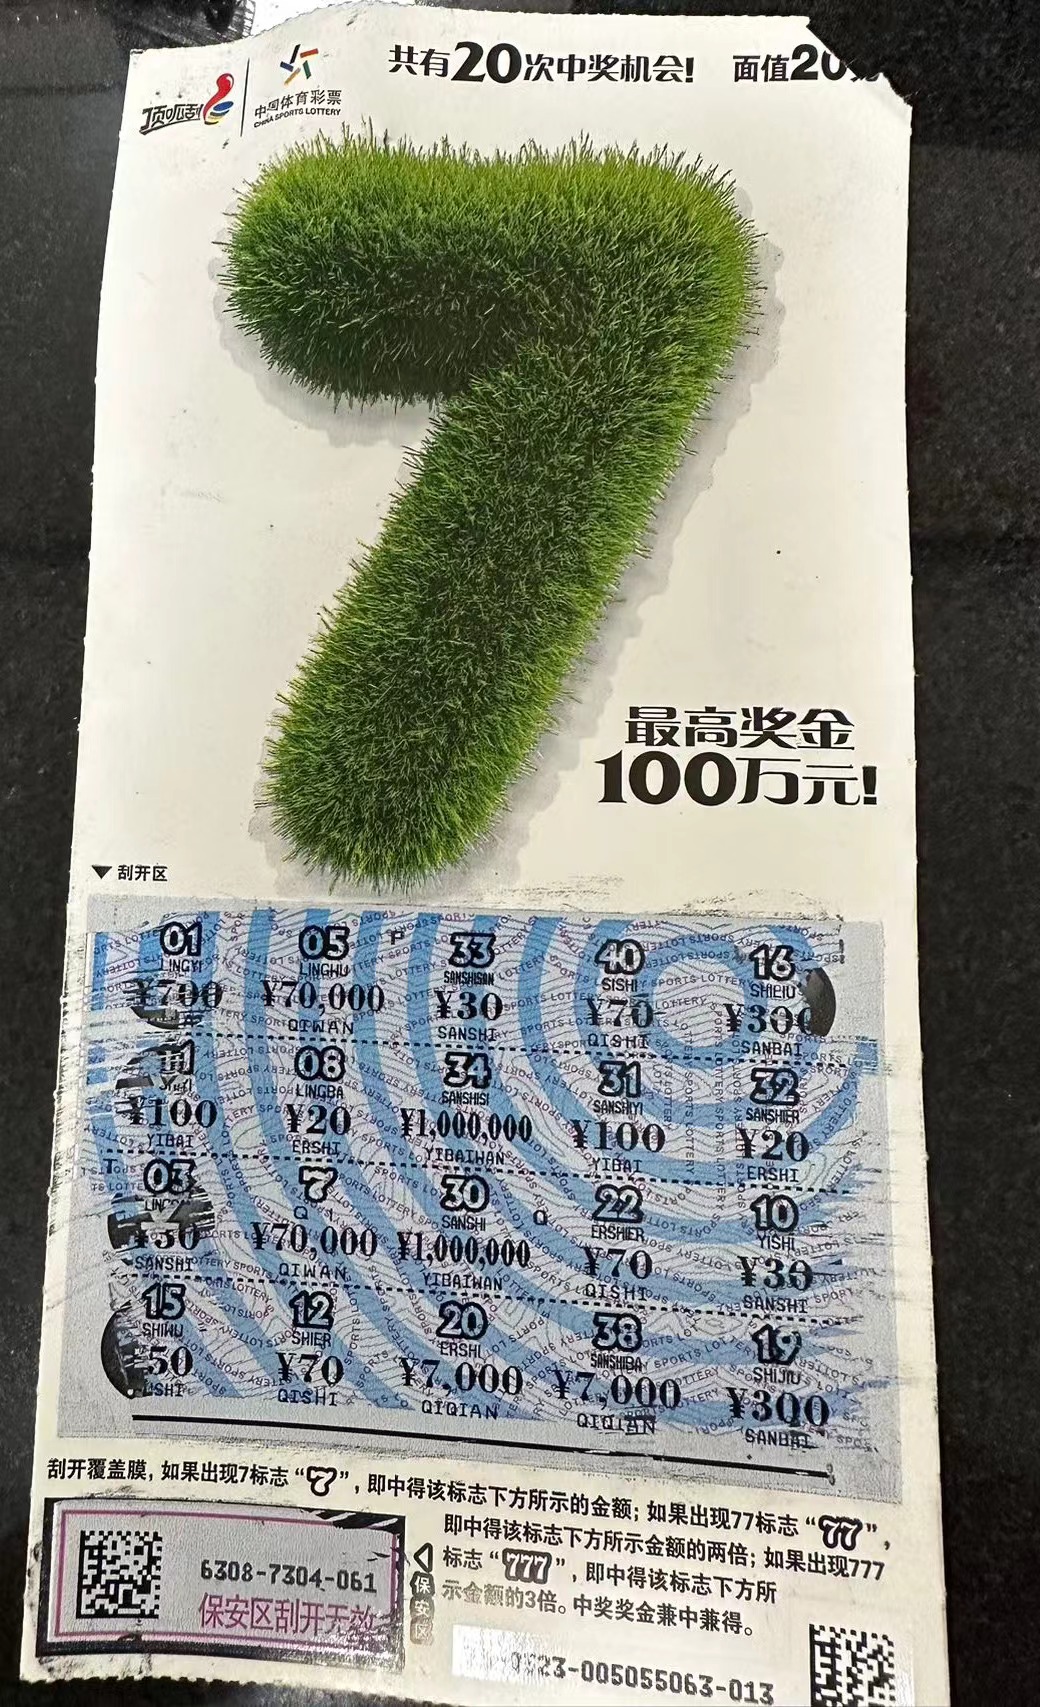 共有20次中奖机会! 面值20
顶呱刮
中国体育彩票
CHINA SPORTS LOTTERY
7
最高奖金
100万元!
刮开区
01 05 33 40 16
LINGYI LINGWU SANSHISAN SISHI SHILIU
¥700 ¥70,000 ¥30 ¥70 ¥300
QIWAN SANSHI QISHI SANBAI
08 34 31 32
LINGBA SANSHISI SANSHIYI SANSHIER
¥100 ¥20 ¥1,000,000 ¥100 ¥20
YIBAI ERSHI YIBAIWAN YIBAI ERSHI
03 7 30 22 10
SANSHI ERSHIER YISHI
¥30 ¥70,000 ¥1,000,000 ¥70 ¥30
SANSHI QIWAN YIBAIWAN QISHI SANSHI
15 12 20 38 19
SHIWU SHIER ERSHI SANSHIBA SHIJIU
50 ¥70 ¥7,000 ¥7,000 ¥300
QISHI QIQIAN QIQIAN SANBAI
刮开覆盖膜，如果出现7标志“7”，即中得该标志下方所示的金额；如果出现77标志“77”，
即中得该标志下方所示金额的两倍；如果出现777
标志“777”，即中得该标志下方所
示金额的3倍。中奖奖金兼中兼得。
6308-7304-061
保安区刮开无效
保安区
23-005055063-013